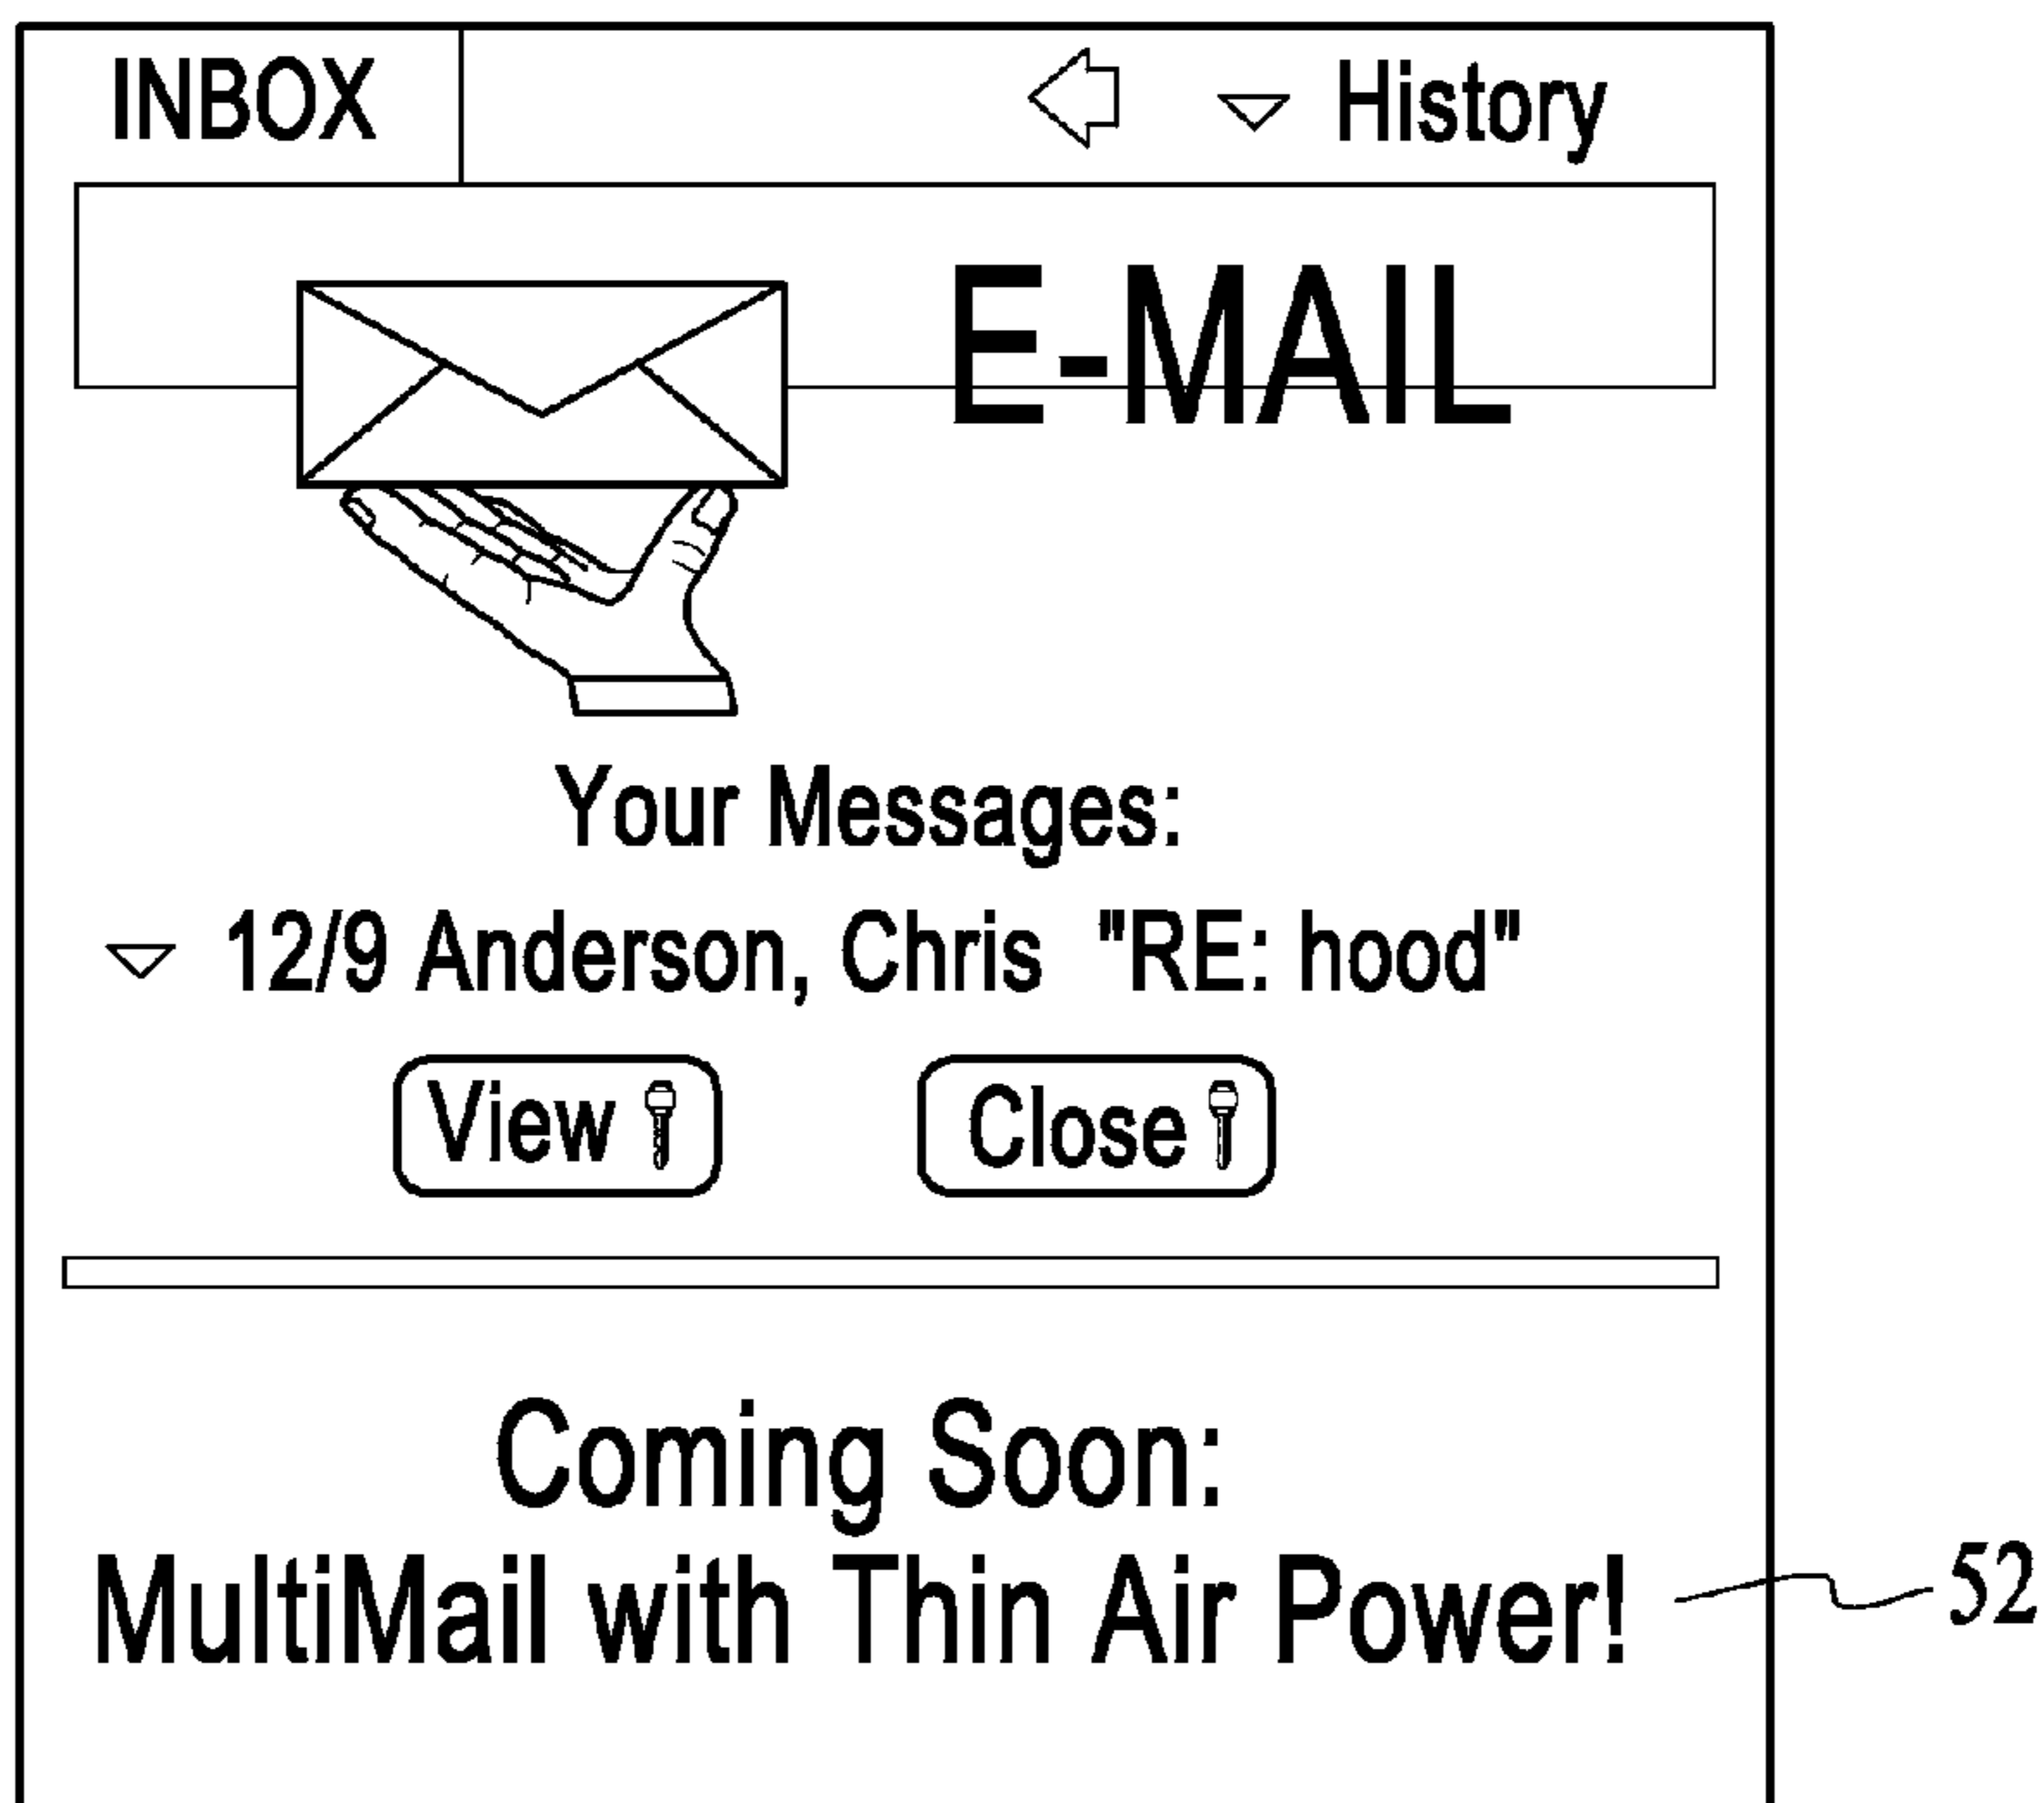 INBOX History
E-MAIL
Your Messages:
12/9 Anderson, Chris "RE: hood"
View Close
Coming Soon:
MultiMail with Thin Air Power!
52